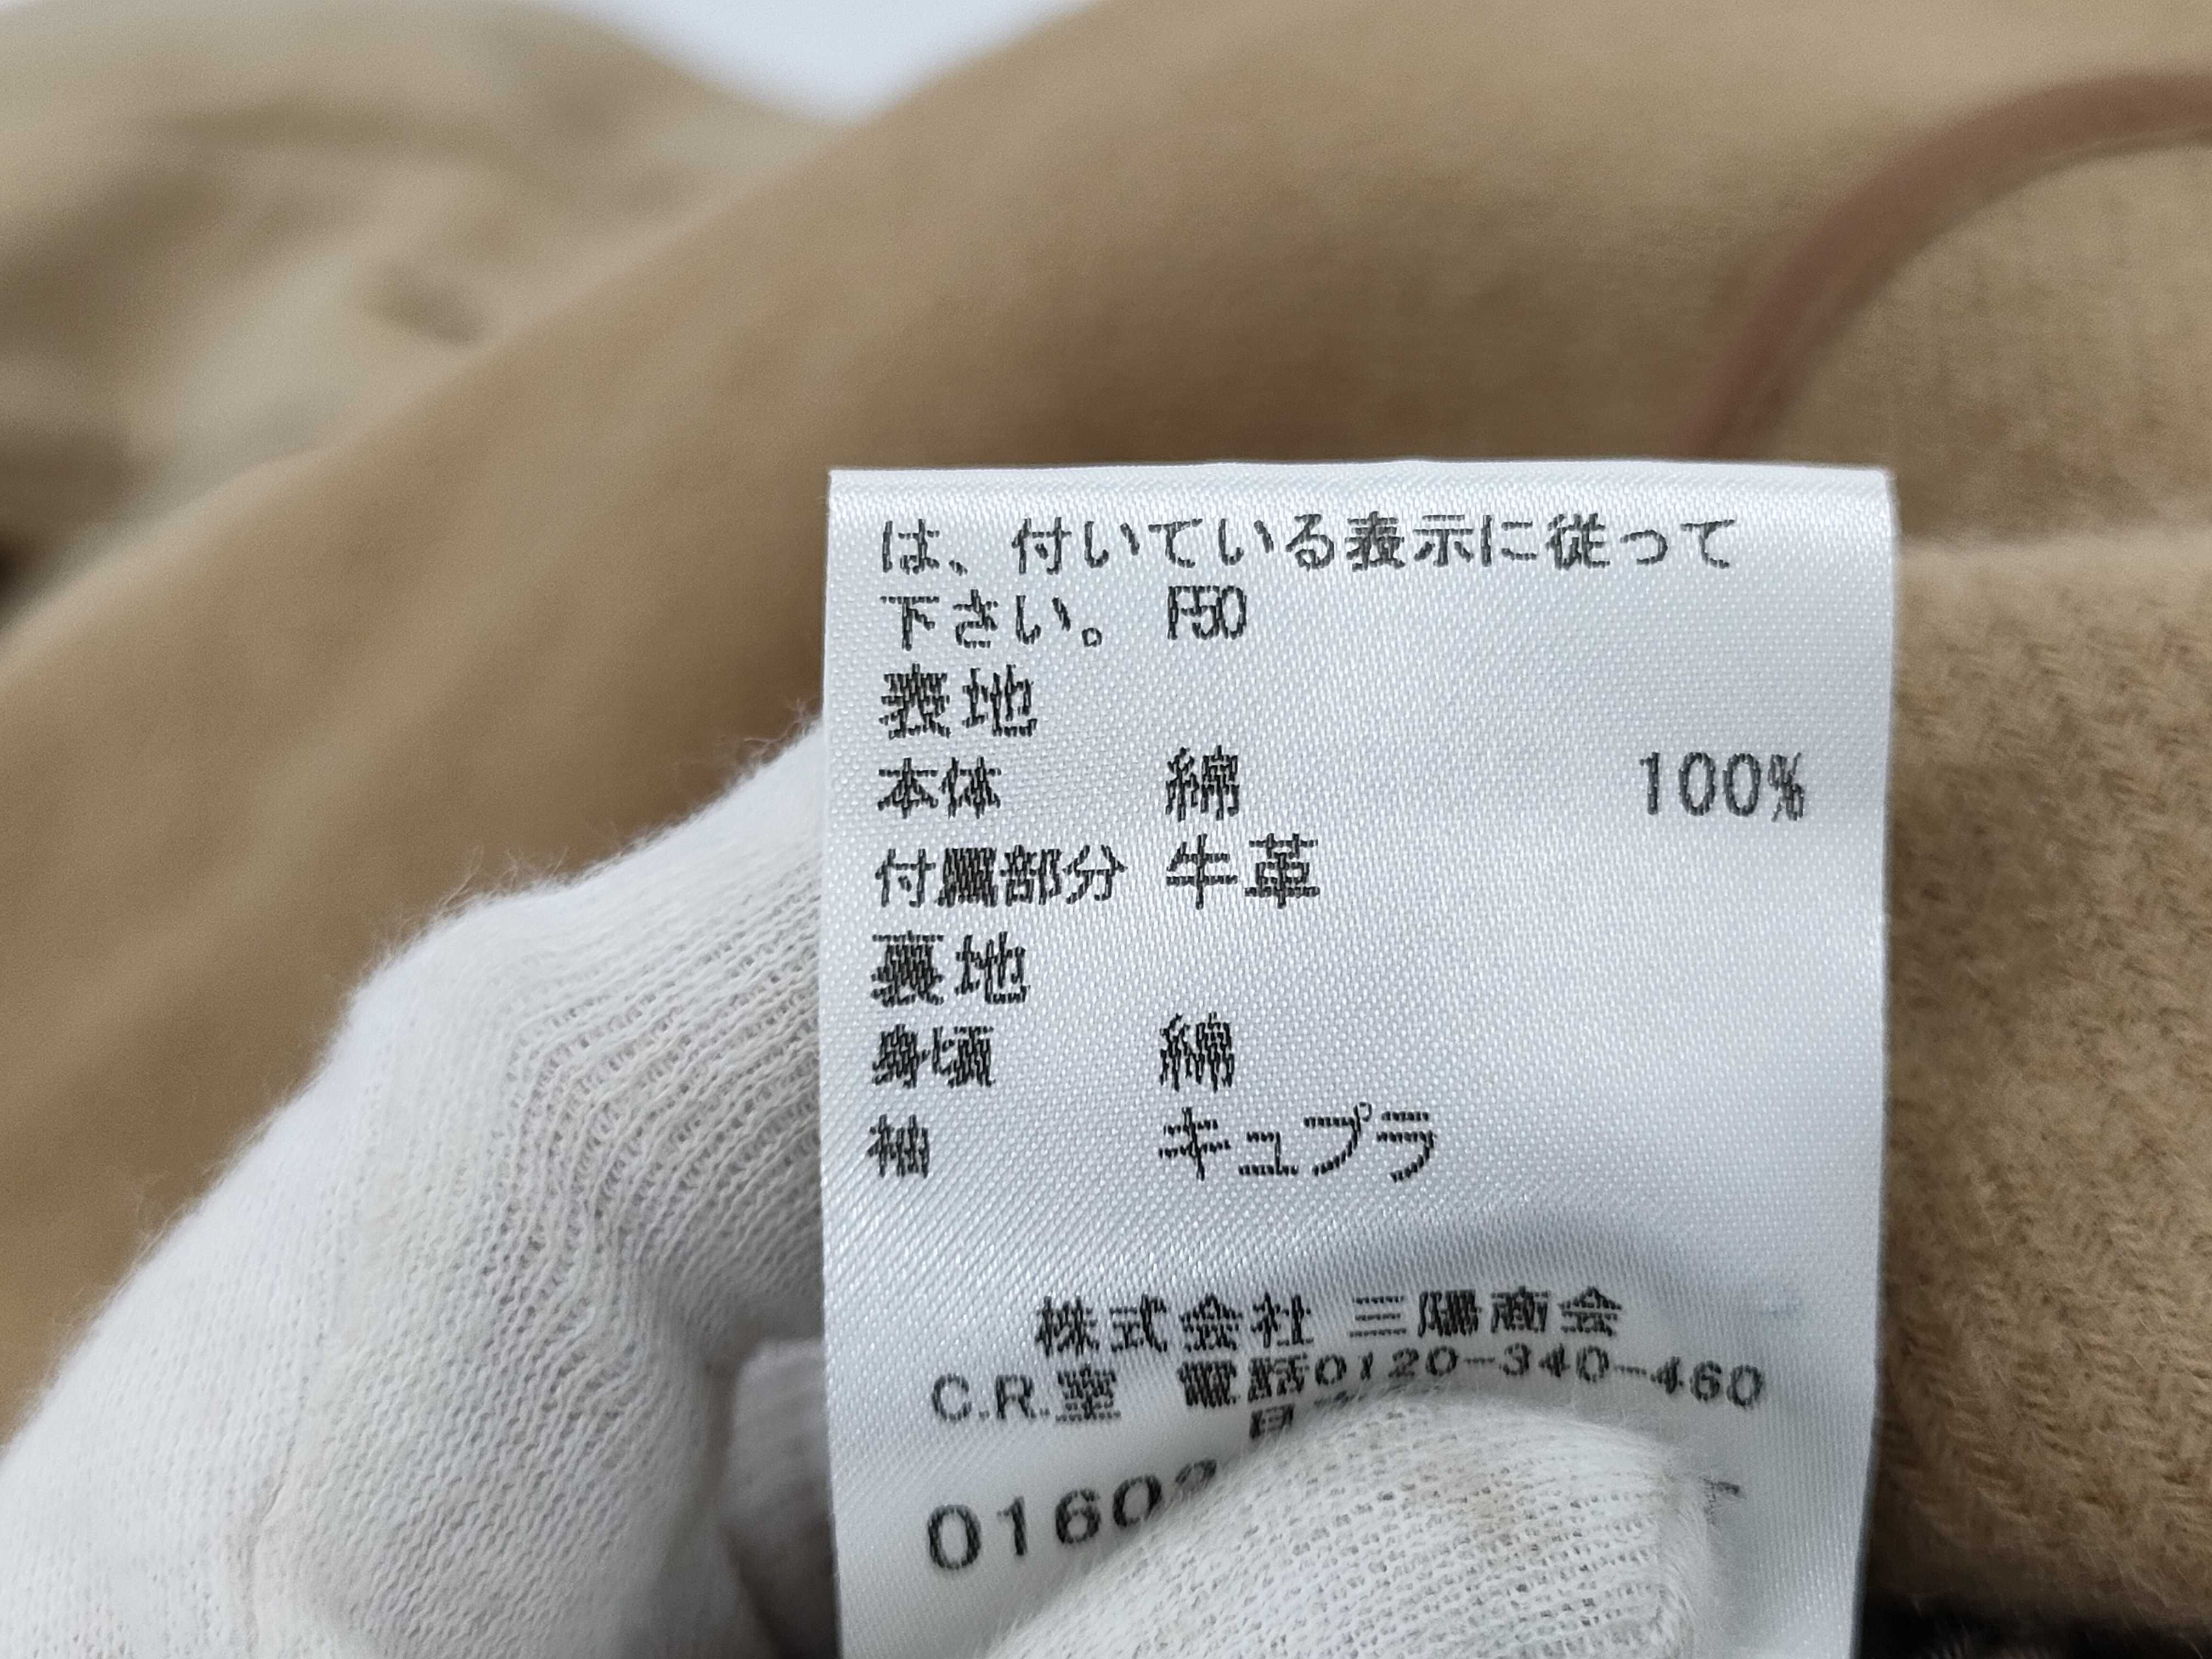 は、付いている表示に従って
下さい。 F50
表地
本体 綿 100%
付属部分 牛革
裏地
身頃 綿
袖 キュプラ
株式会社 三陽商会
C.R.室 電話0120-340-460
0160